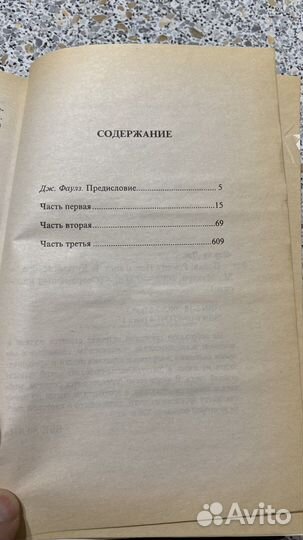 СОДЕРЖАНИЕ
Дж. Фаулз. Предисловие 5
Часть первая 15
Часть вторая 69
Часть третья 609
Avito